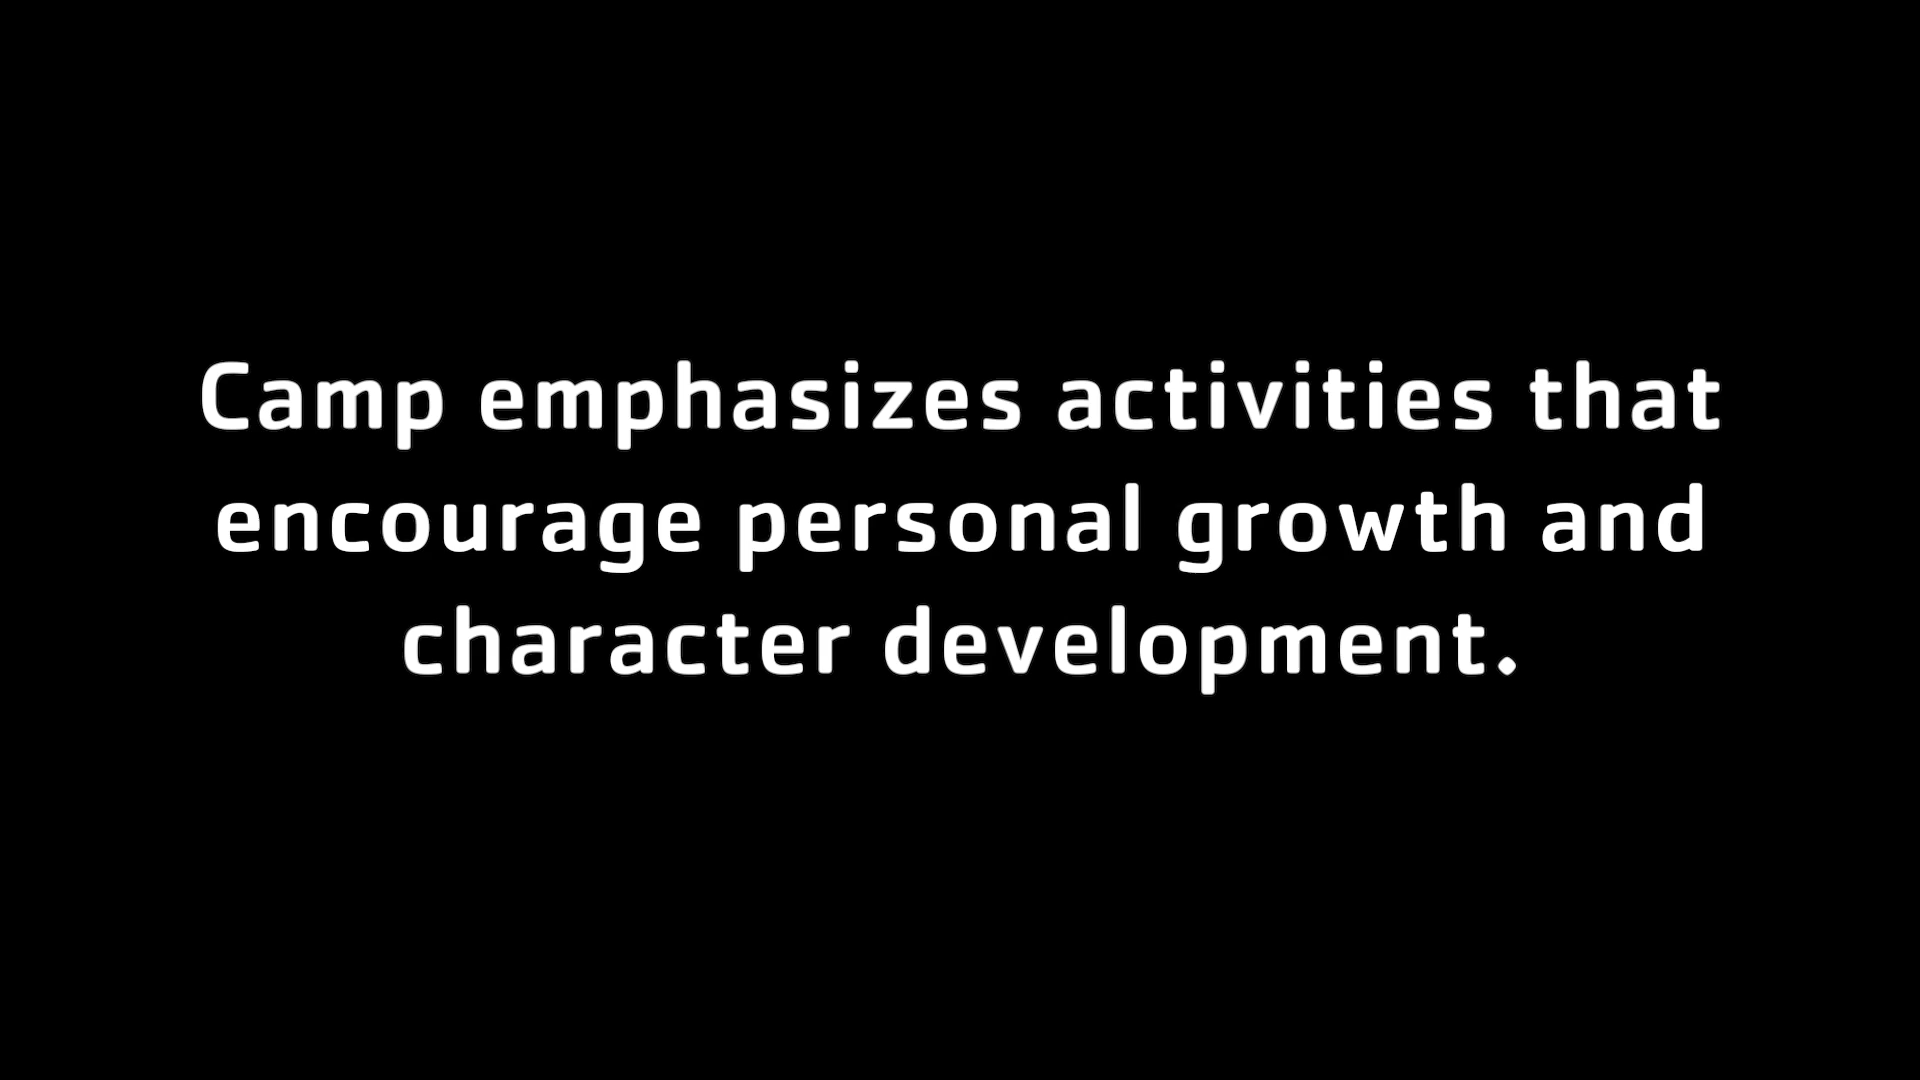 Camp emphasizes activities that
encourage personal growth and
character development.